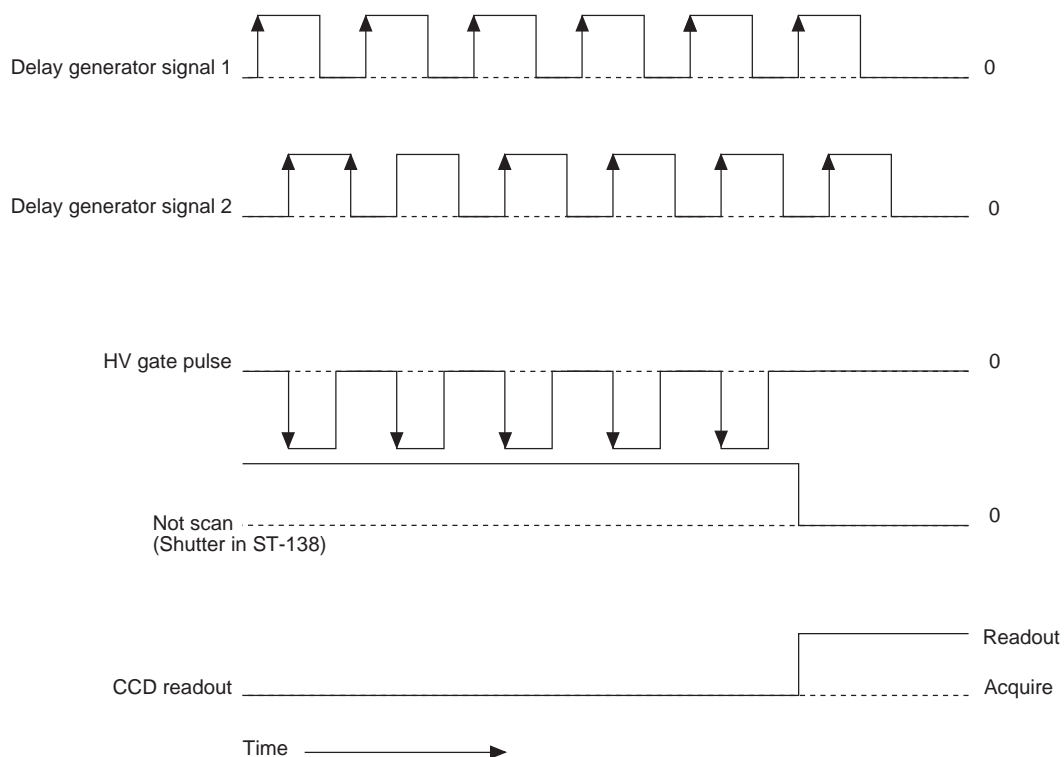 Delay generator signal 1
0
Delay generator signal 2
0
HV gate pulse
0
Not scan
(Shutter in ST-138)
0
Readout
CCD readout
Acquire
Time